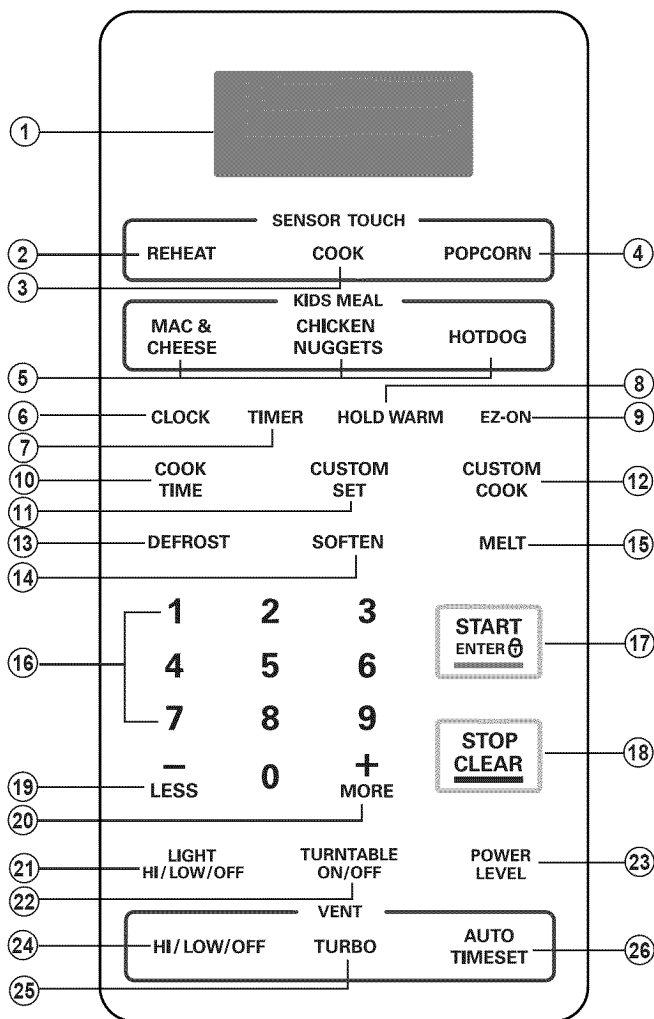 1
SENSOR TOUCH
2 REHEAT COOK POPCORN 4
3
KIDS MEAL
MAC & CHICKEN HOTDOG
CHEESE NUGGETS
5
8
6 CLOCK TIMER HOLD WARM EZ-ON 9
7
10 COOK CUSTOM CUSTOM 12
TIME SET COOK
11
13 DEFROST SOFTEN MELT 15
14
1 2 3
START
ENTER 17
16 4 5 6
7 8 9
STOP
CLEAR 18
19 – 0 +
LESS MORE
20
21 LIGHT TURNTABLE POWER 23
HI/LOW/OFF ON/OFF LEVEL
22
VENT
24 HI/LOW/OFF TURBO AUTO 26
TIMESET
25